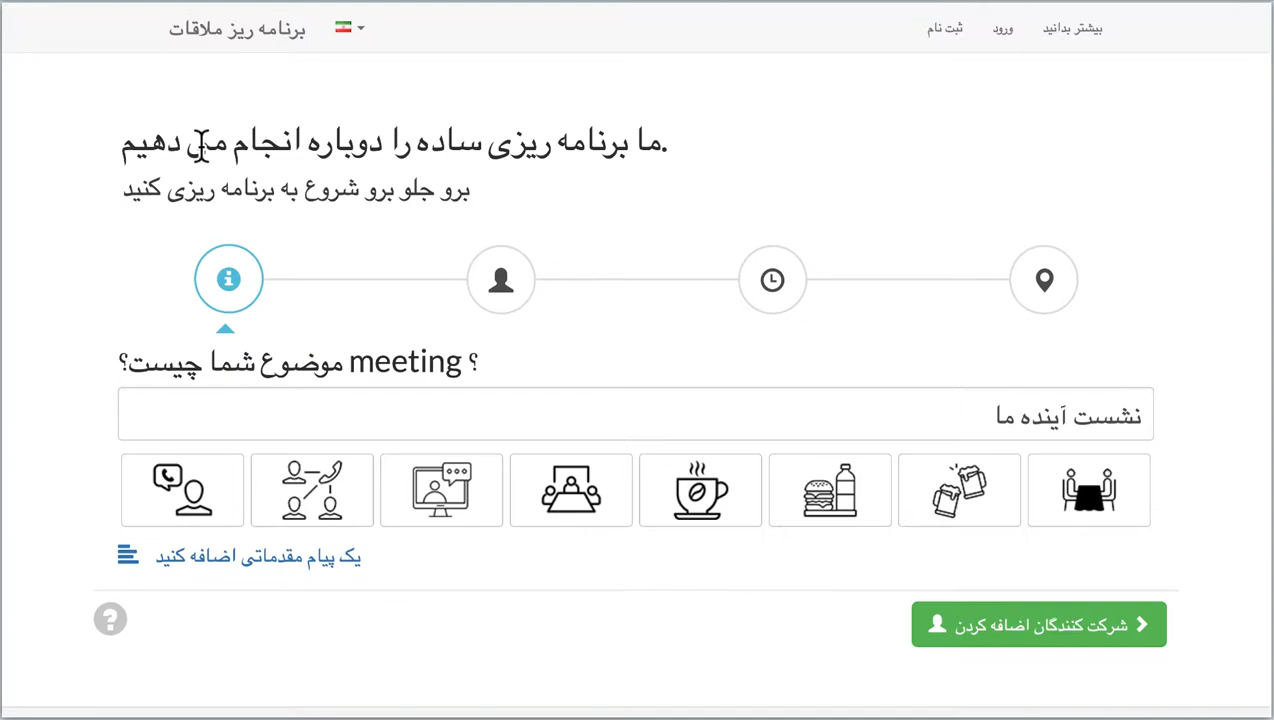 برنامه ریز ملاقات
بیشتر بدانید
ورود
ثبت نام
ما برنامه ریزی ساده را دوباره انجام می دهیم.
برو جلو برو شروع به برنامه ریزی کنید
موضوع شما چیست؟ meeting ؟
نشست آینده ما
یک پیام مقدماتی اضافه کنید
شرکت کنندگان اضافه کردن